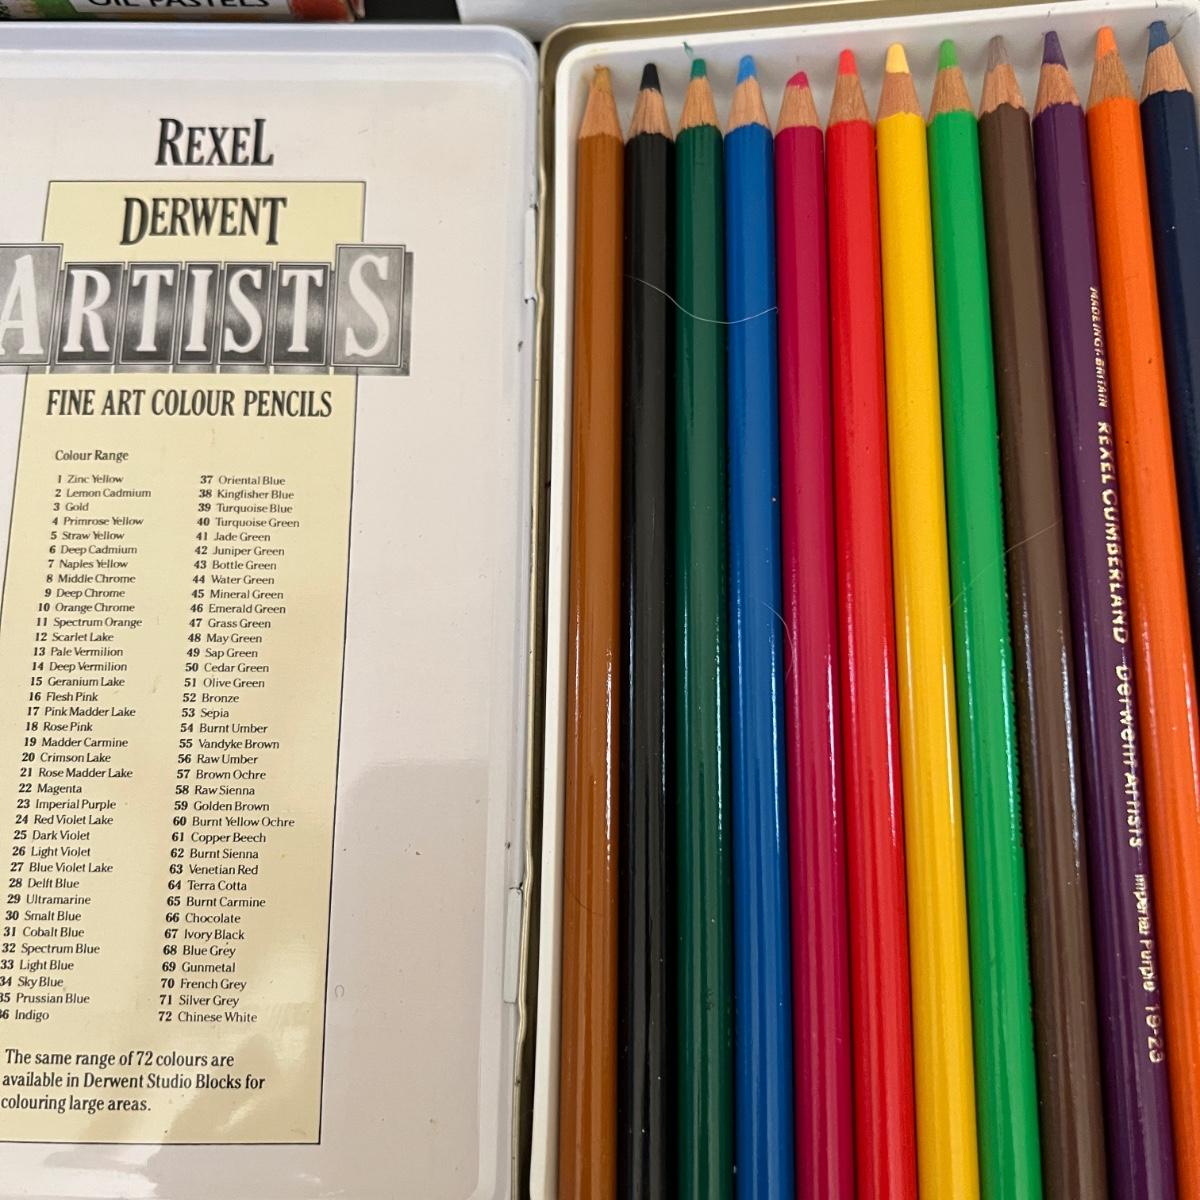 OIL PASTELS
REXEL
DERWENT
ARTISTS
FINE ART COLOUR PENCILS
Colour Range
1 Zinc Yellow
2 Lemon Cadmium
3 Gold
4 Primrose Yellow
5 Straw Yellow
6 Deep Cadmium
7 Naples Yellow
8 Middle Chrome
9 Deep Chrome
10 Orange Chrome
11 Spectrum Orange
12 Scarlet Lake
13 Pale Vermilion
14 Deep Vermilion
15 Geranium Lake
16 Flesh Pink
17 Pink Madder Lake
18 Rose Pink
19 Madder Carmine
20 Crimson Lake
21 Rose Madder Lake
22 Magenta
23 Imperial Purple
24 Red Violet Lake
25 Dark Violet
26 Light Violet
27 Blue Violet Lake
28 Delft Blue
29 Ultramarine
30 Smalt Blue
31 Cobalt Blue
32 Spectrum Blue
33 Light Blue
34 Sky Blue
35 Prussian Blue
36 Indigo
37 Oriental Blue
38 Kingfisher Blue
39 Turquoise Blue
40 Turquoise Green
41 Jade Green
42 Juniper Green
43 Bottle Green
44 Water Green
45 Mineral Green
46 Emerald Green
47 Grass Green
48 May Green
49 Sap Green
50 Cedar Green
51 Olive Green
52 Bronze
53 Sepia
54 Burnt Umber
55 Vandyke Brown
56 Raw Umber
57 Brown Ochre
58 Raw Sienna
59 Golden Brown
60 Burnt Yellow Ochre
61 Copper Beech
62 Burnt Sienna
63 Venetian Red
64 Terra Cotta
65 Burnt Carmine
66 Chocolate
67 Ivory Black
68 Blue Grey
69 Gunmetal
70 French Grey
71 Silver Grey
72 Chinese White
The same range of 72 colours are
available in Derwent Studio Blocks for
colouring large areas.
MADE IN GT. BRITAIN REXEL CUMBERLAND Derwent Artists Imperial Purple 19-23